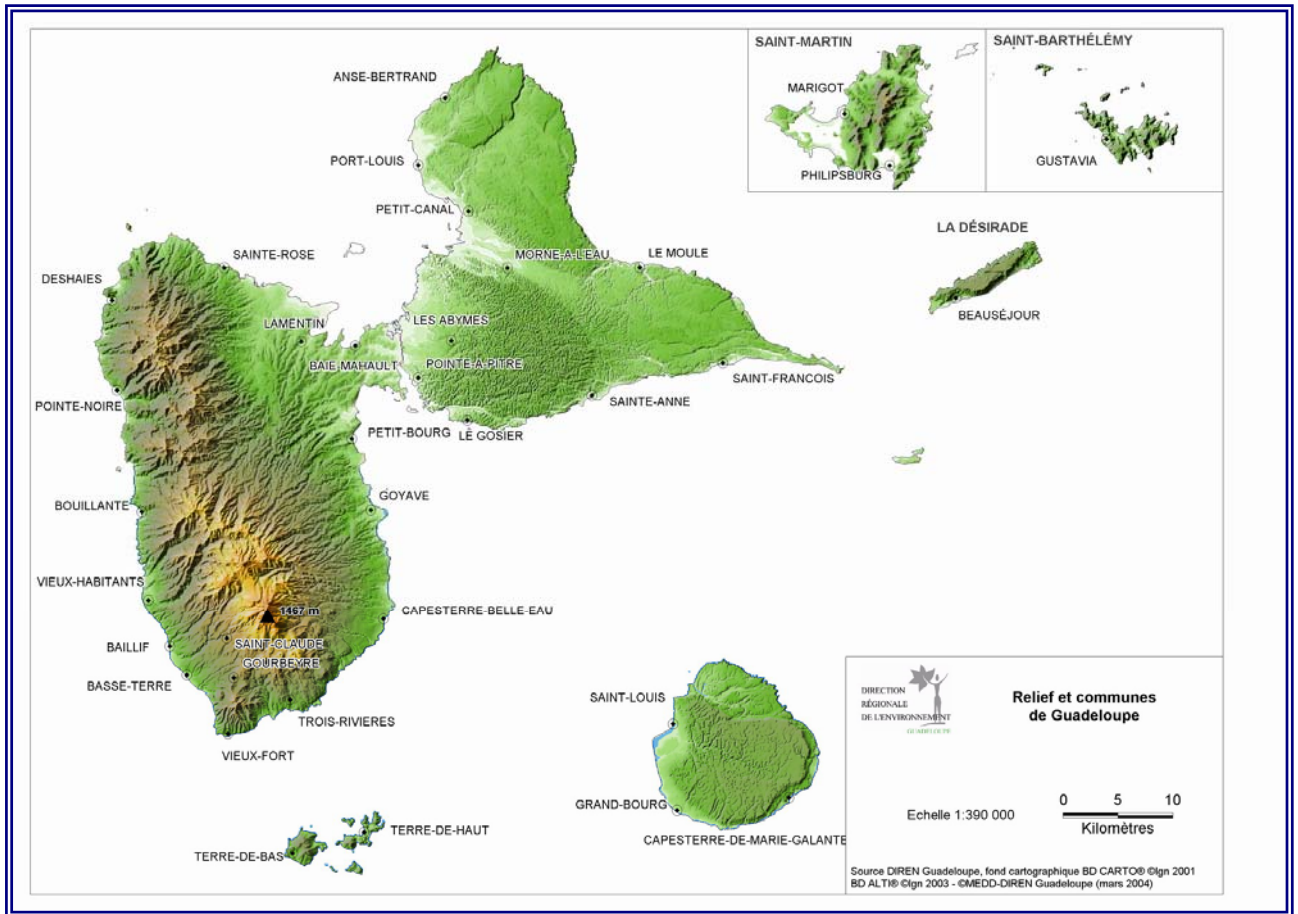 SAINT-MARTIN
MARIGOT
PHILIPSBURG
SAINT-BARTHÉLÉMY
GUSTAVIA
ANSE-BERTRAND
PORT-LOUIS
PETIT-CANAL
MORNE-A-L'EAU
LE MOULE
LA DÉSIRADE
BEAUSÉJOUR
SAINTE-ROSE
DESHAIES
LAMENTIN
LES ABYMES
BAIE-MAHAULT
POINTE-A-PITRE
SAINT-FRANCOIS
SAINTE-ANNE
POINTE-NOIRE
PETIT-BOURG
LE GOSIER
BOUILLANTE
GOYAVE
VIEUX-HABITANTS
1467 m
CAPESTERRE-BELLE-EAU
BAILLIF
SAINT-CLAUDE
GOURBEYRE
BASSE-TERRE
TROIS-RIVIERES
VIEUX-FORT
SAINT-LOUIS
GRAND-BOURG
CAPESTERRE-DE-MARIE-GALANTE
TERRE-DE-HAUT
TERRE-DE-BAS
DIRECTION
RÉGIONALE
DE L'ENVIRONNEMENT
GUADELOUPE
Relief et communes
de Guadeloupe
Echelle 1:390 000
0 5 10
Kilomètres
Source DIREN Guadeloupe, fond cartographique BD CARTO® ©Ign 2001
BD ALTI® ©Ign 2003 - ©MEDD-DIREN Guadeloupe (mars 2004)